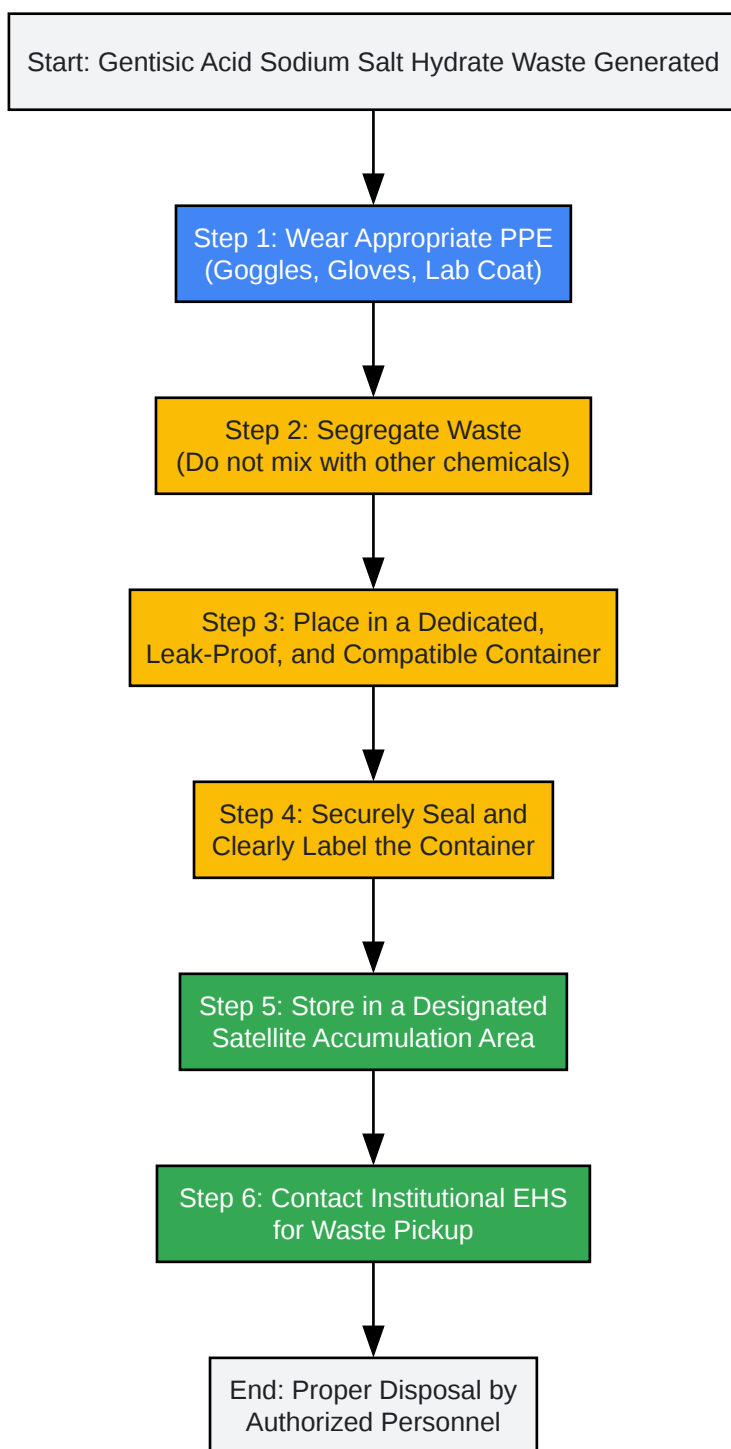 Start: Gentisic Acid Sodium Salt Hydrate Waste Generated
Step 1: Wear Appropriate PPE
(Goggles, Gloves, Lab Coat)
Step 2: Segregate Waste
(Do not mix with other chemicals)
Step 3: Place in a Dedicated,
Leak-Proof, and Compatible Container
Step 4: Securely Seal and
Clearly Label the Container
Step 5: Store in a Designated
Satellite Accumulation Area
Step 6: Contact Institutional EHS
for Waste Pickup
End: Proper Disposal by
Authorized Personnel